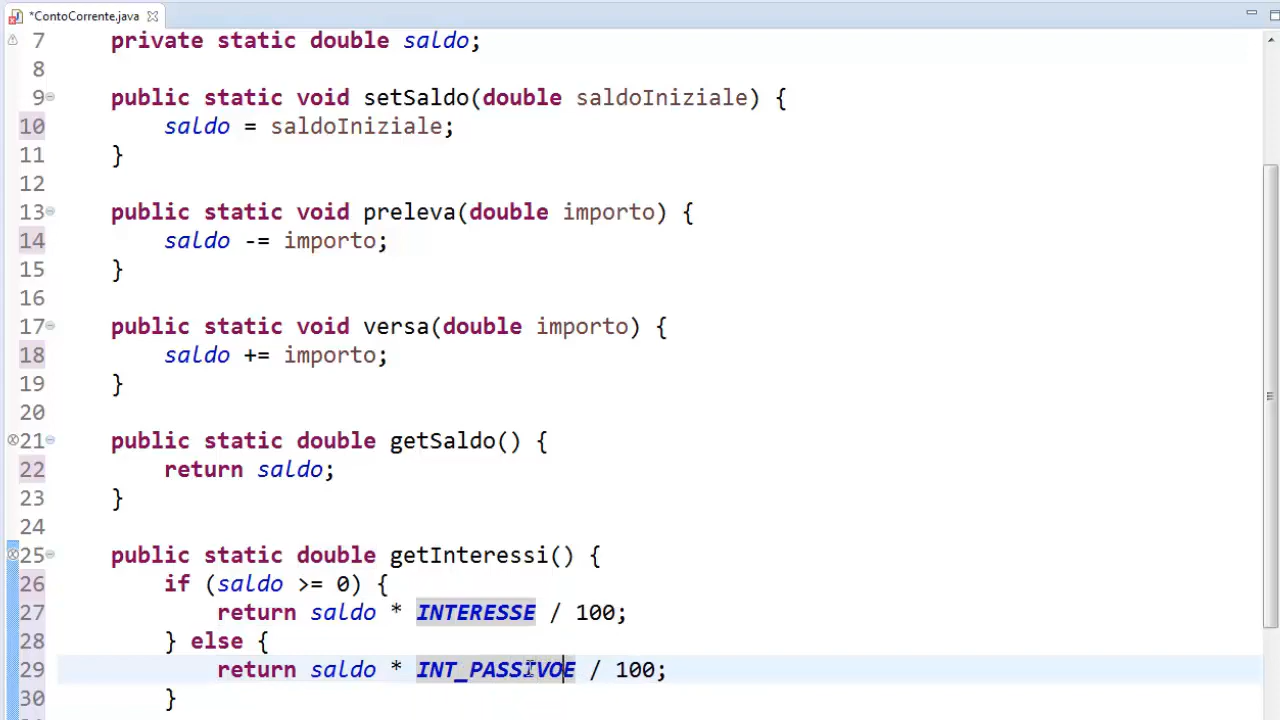 *ContoCorrente.java
7 private static double saldo;
8
9 public static void setSaldo(double saldoIniziale) {
10 saldo = saldoIniziale;
11 }
12
13 public static void preleva(double importo) {
14 saldo -= importo;
15 }
16
17 public static void versa(double importo) {
18 saldo += importo;
19 }
20
21 public static double getSaldo() {
22 return saldo;
23 }
24
25 public static double getInteressi() {
26 if (saldo >= 0) {
27 return saldo * INTERESSE / 100;
28 } else {
29 return saldo * INT_PASSIVOE / 100;
30 }